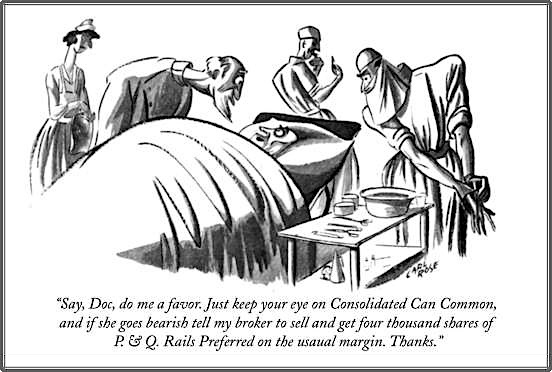 CARL
ROSE
“Say, Doc, do me a favor. Just keep your eye on Consolidated Can Common,
and if she goes bearish tell my broker to sell and get four thousand shares of
P. & Q. Rails Preferred on the usaual margin. Thanks.”